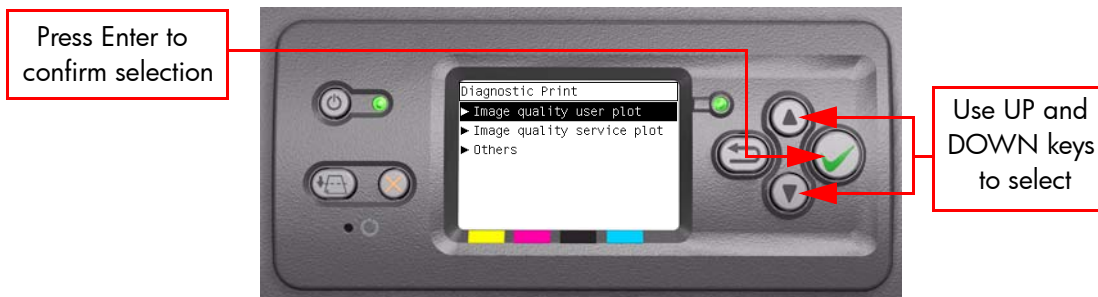 Press Enter to
confirm selection
Diagnostic Print
Image quality user plot
Image quality service plot
Others
Use UP and
DOWN keys
to select